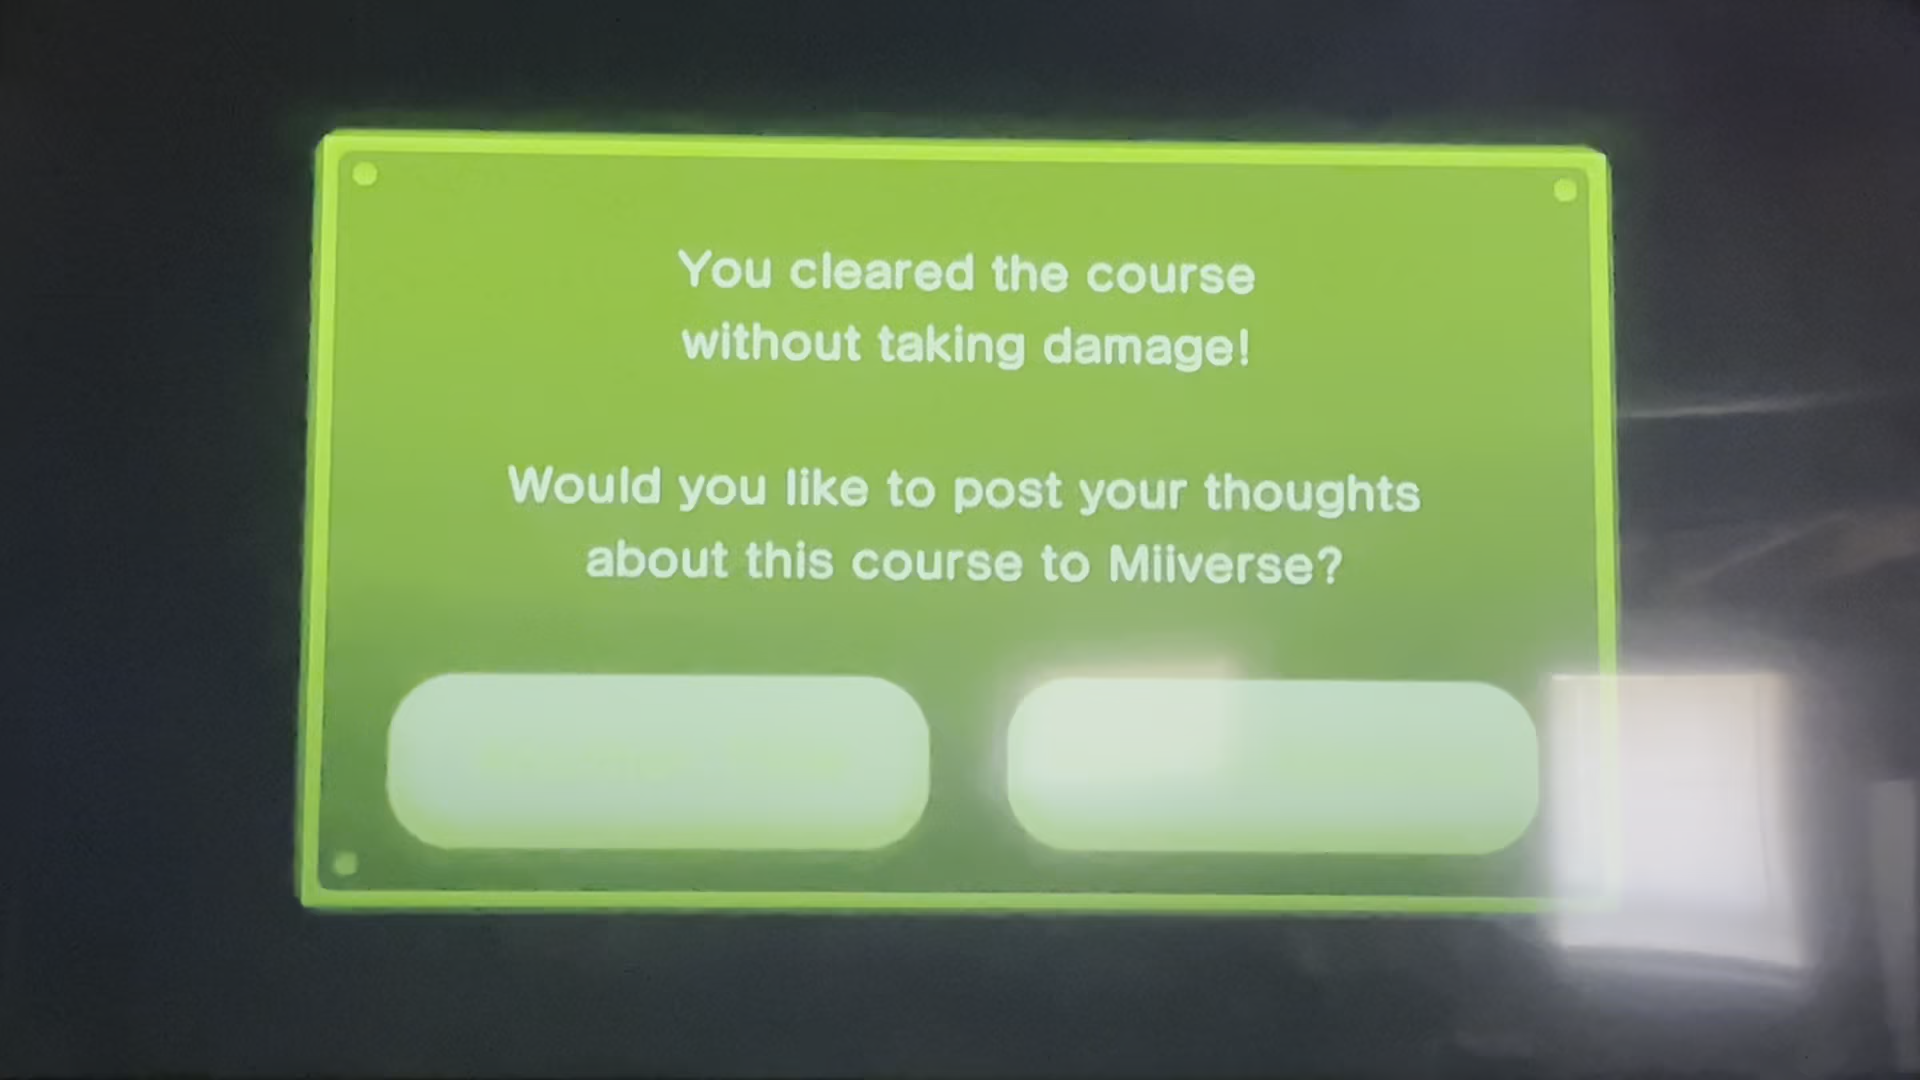 You cleared the course
without taking damage!
Would you like to post your thoughts
about this course to Miiverse?